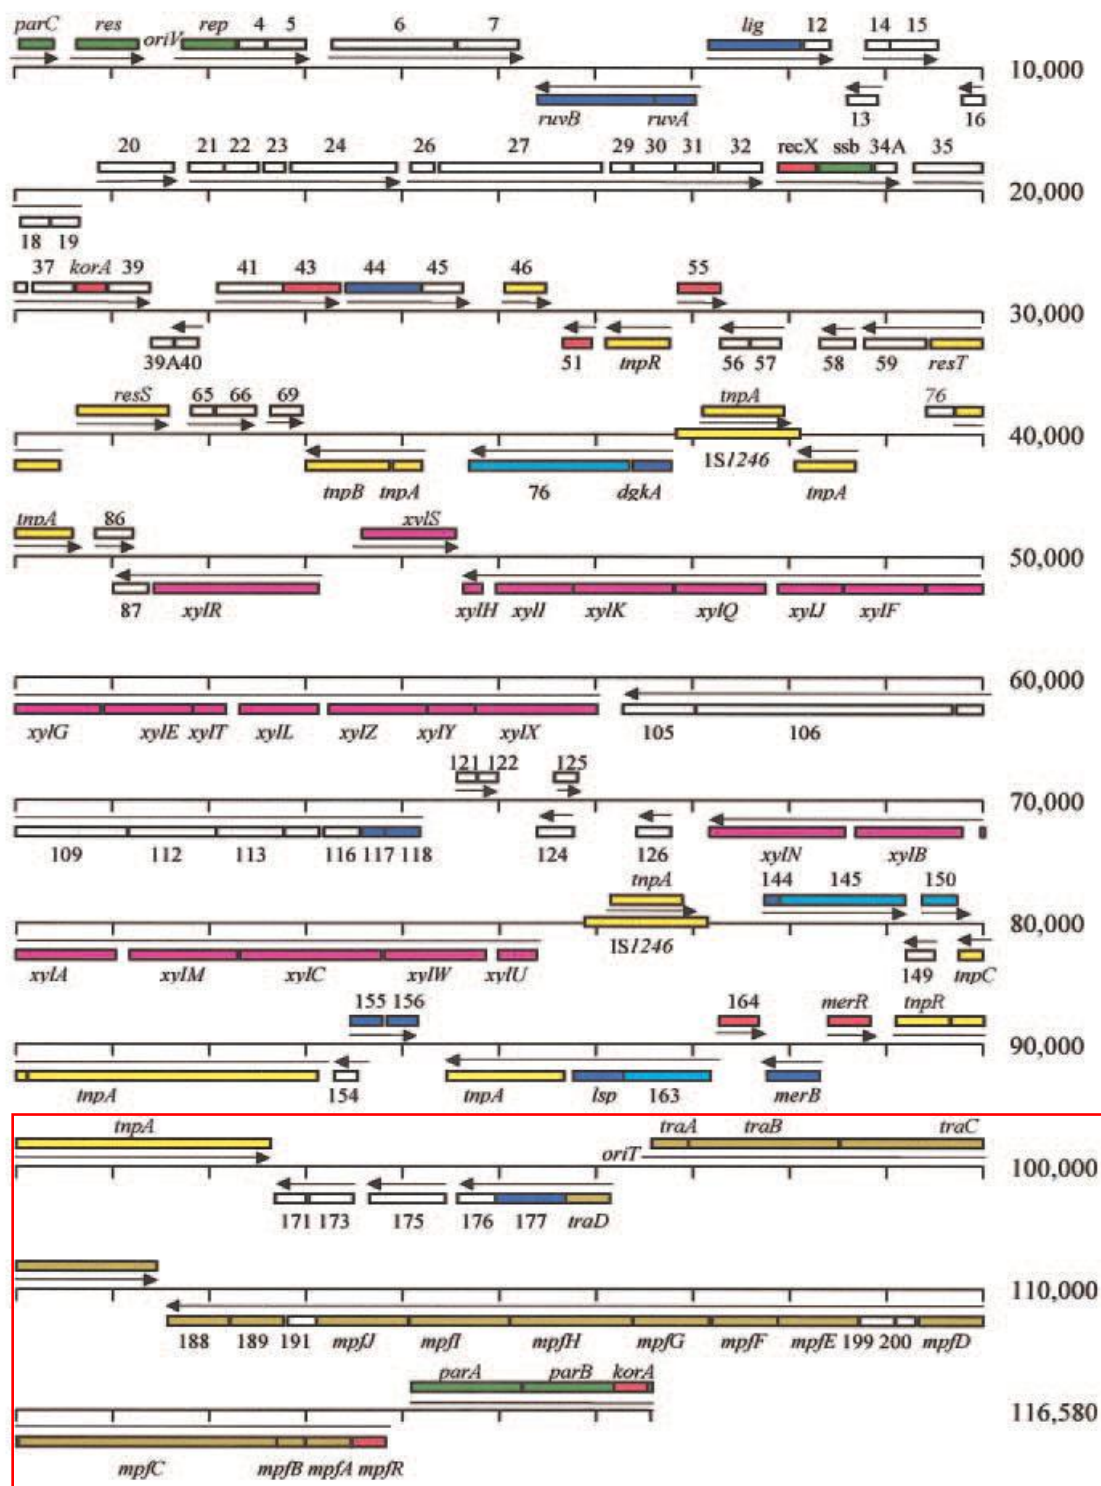 parC res rep 4 5 6 7 lig 12 14 15
oriV
10,000
ruvB ruvA 13 16
20 21 22 23 24 26 27 29 30 31 32 recX ssb 34A 35
20,000
18 19
37 korA 39 41 43 44 45 46 55
30,000
39A 40 51 tnpR 56 57 58 59 resT
resS 65 66 69 tnpA 76
40,000
IS1246
tnpB tnpA 76 dgkA tnpA
tnpA 86 xylS
50,000
87 xylR xylH xylI xylK xylQ xylJ xylF
60,000
xylG xylE xylT xylL xylZ xylY xylX 105 106
121 122 125
70,000
109 112 113 116 117 118 124 126 xylN xylB
tnpA 144 145 150
80,000
IS1246
xylA xylM xylC xylW xylU 149 tnpC
155 156 164 merR tnpR
90,000
tnpA 154 tnpA lsp 163 merB
tnpA traA traB traC
oriT
100,000
171 173 175 176 177 traD
110,000
188 189 191 mpfJ mpfI mpfH mpfG mpfF mpfE 199 200 mpfD
parA parB korA
116,580
mpfC mpfB mpfA mpfR